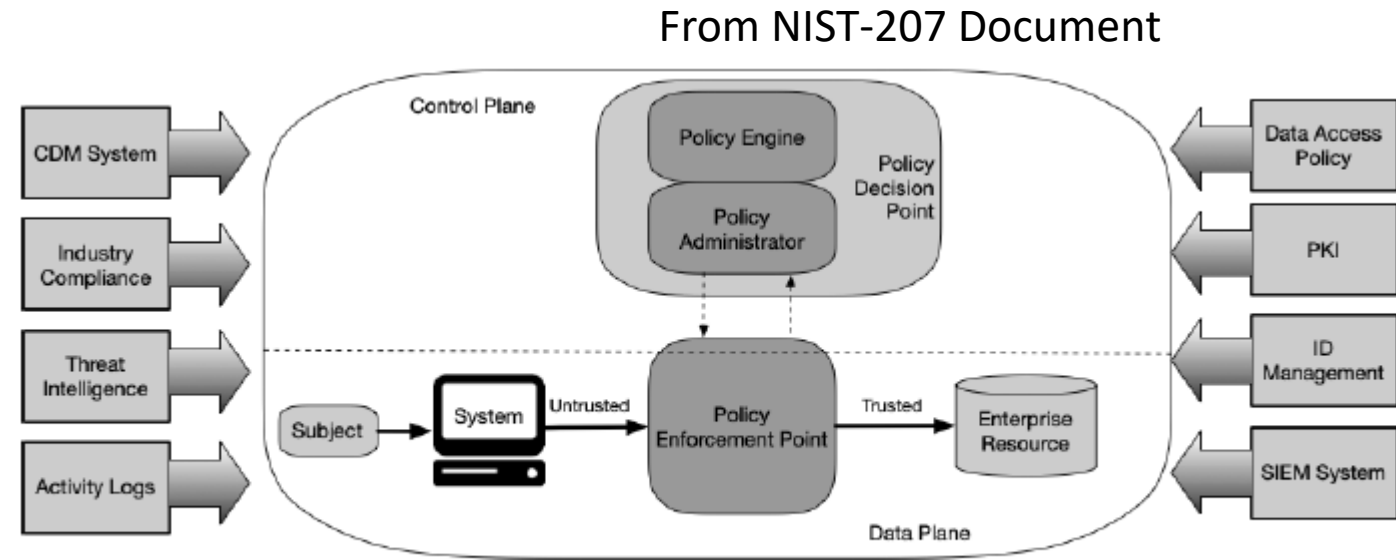 From NIST-207 Document
Control Plane
CDM System
Industry
Compliance
Threat
Intelligence
Activity Logs
Policy Engine
Policy
Administrator
Policy
Decision
Point
Subject
System
Untrusted
Policy
Enforcement Point
Trusted
Enterprise
Resource
Data Plane
Data Access
Policy
PKI
ID
Management
SIEM System